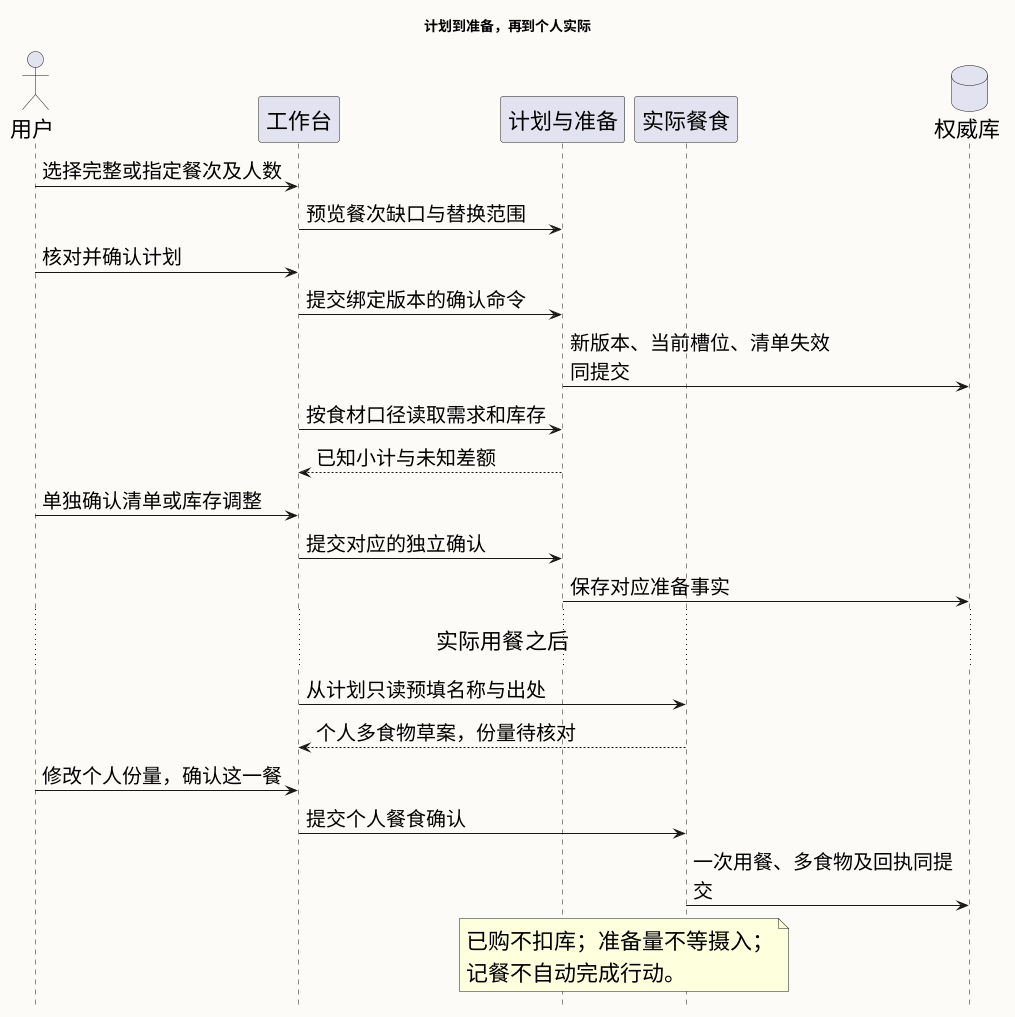 计划到准备，再到个人实际
用户
工作台
计划与准备
实际餐食
权威库
选择完整或指定餐次及人数
预览餐次缺口与替换范围
核对并确认计划
提交绑定版本的确认命令
新版本、当前槽位、清单失效
同提交
按食材口径读取需求和库存
已知小计与未知差额
单独确认清单或库存调整
提交对应的独立确认
保存对应准备事实
实际用餐之后
从计划只读预填名称与出处
个人多食物草案，份量待核对
修改个人份量，确认这一餐
提交个人餐食确认
一次用餐、多食物及回执同提
交
已购不扣库；准备量不等摄入；
记餐不自动完成行动。